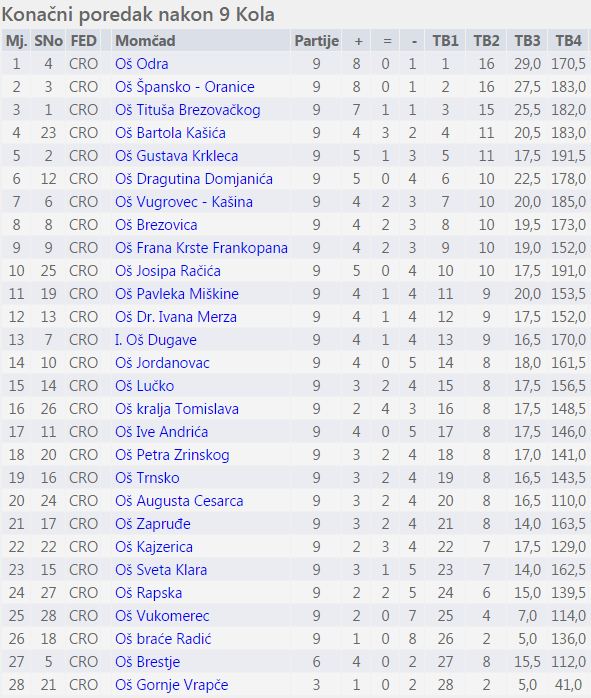 Konačni poredak nakon 9 Kola
Mj. SNo FED Momčad Partije + = - TB1 TB2 TB3 TB4
1 4 CRO Oš Odra 9 8 0 1 1 16 29,0 170,5
2 3 CRO Oš Špansko - Oranice 9 8 0 1 2 16 27,5 183,0
3 1 CRO Oš Tituša Brezovačkog 9 7 1 1 3 15 25,5 182,0
4 23 CRO Oš Bartola Kašića 9 4 3 2 4 11 20,5 183,0
5 2 CRO Oš Gustava Krkleca 9 5 1 3 5 11 17,5 191,5
6 12 CRO Oš Dragutina Domjanića 9 5 0 4 6 10 22,5 178,0
7 6 CRO Oš Vugrovec - Kašina 9 4 2 3 7 10 20,0 185,0
8 8 CRO Oš Brezovica 9 4 2 3 8 10 19,5 173,0
9 9 CRO Oš Frana Krste Frankopana 9 4 2 3 9 10 19,0 152,0
10 25 CRO Oš Josipa Račića 9 5 0 4 10 10 17,5 191,0
11 19 CRO Oš Pavleka Miškine 9 4 1 4 11 9 20,0 153,5
12 13 CRO Oš Dr. Ivana Merza 9 4 1 4 12 9 17,5 152,0
13 7 CRO I. Oš Dugave 9 4 1 4 13 9 16,5 170,0
14 10 CRO Oš Jordanovac 9 4 0 5 14 8 18,0 161,5
15 14 CRO Oš Lučko 9 3 2 4 15 8 17,5 156,5
16 26 CRO Oš kralja Tomislava 9 2 4 3 16 8 17,5 148,5
17 11 CRO Oš Ive Andrića 9 4 0 5 17 8 17,5 146,0
18 20 CRO Oš Petra Zrinskog 9 3 2 4 18 8 17,0 141,0
19 16 CRO Oš Trnsko 9 3 2 4 19 8 16,5 143,5
20 24 CRO Oš Augusta Cesarca 9 3 2 4 20 8 16,5 110,0
21 17 CRO Oš Zapruđe 9 3 2 4 21 8 14,0 163,5
22 22 CRO Oš Kajzerica 9 2 3 4 22 7 17,5 129,0
23 15 CRO Oš Sveta Klara 9 3 1 5 23 7 14,0 162,5
24 27 CRO Oš Rapska 9 2 2 5 24 6 15,0 139,5
25 28 CRO Oš Vukomerec 9 2 0 7 25 4 7,0 114,0
26 18 CRO Oš braće Radić 9 1 0 8 26 2 5,0 136,0
27 5 CRO Oš Brestje 6 4 0 2 27 8 15,5 112,0
28 21 CRO Oš Gornje Vrapče 3 1 0 2 28 2 5,5 41,0